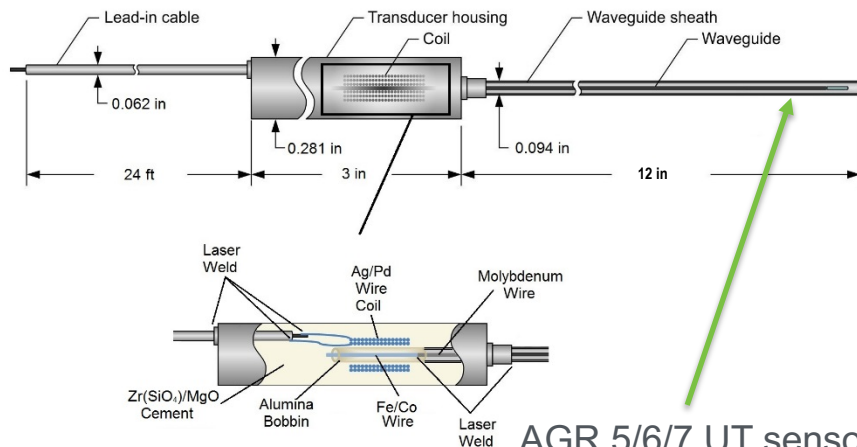 Lead-in cable
Transducer housing
Coil
Waveguide sheath
Waveguide
0.062 in
0.281 in
0.094 in
24 ft
3 in
12 in
Laser
Weld
Ag/Pd
Wire
Coil
Molybdenum
Wire
Zr(SiO₄)/MgO
Cement
Alumina
Bobbin
Fe/Co
Wire
Laser
Weld
AGR 5/6/7 UT senso